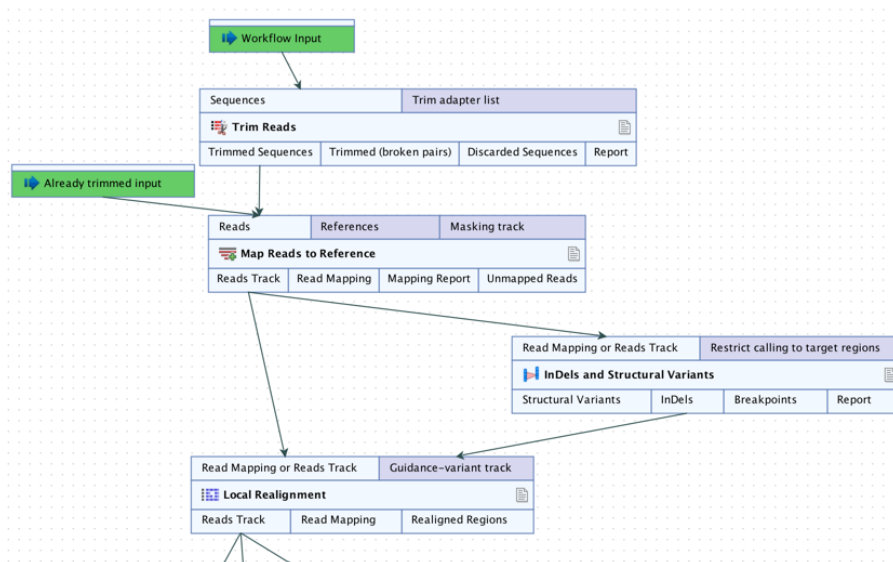 Workflow Input
Sequences Trim adapter list
Trim Reads
Trimmed Sequences Trimmed (broken pairs) Discarded Sequences Report
Already trimmed input
Reads References Masking track
Map Reads to Reference
Reads Track Read Mapping Mapping Report Unmapped Reads
Read Mapping or Reads Track Restrict calling to target regions
InDels and Structural Variants
Structural Variants InDels Breakpoints Report
Read Mapping or Reads Track Guidance-variant track
Local Realignment
Reads Track Read Mapping Realigned Regions